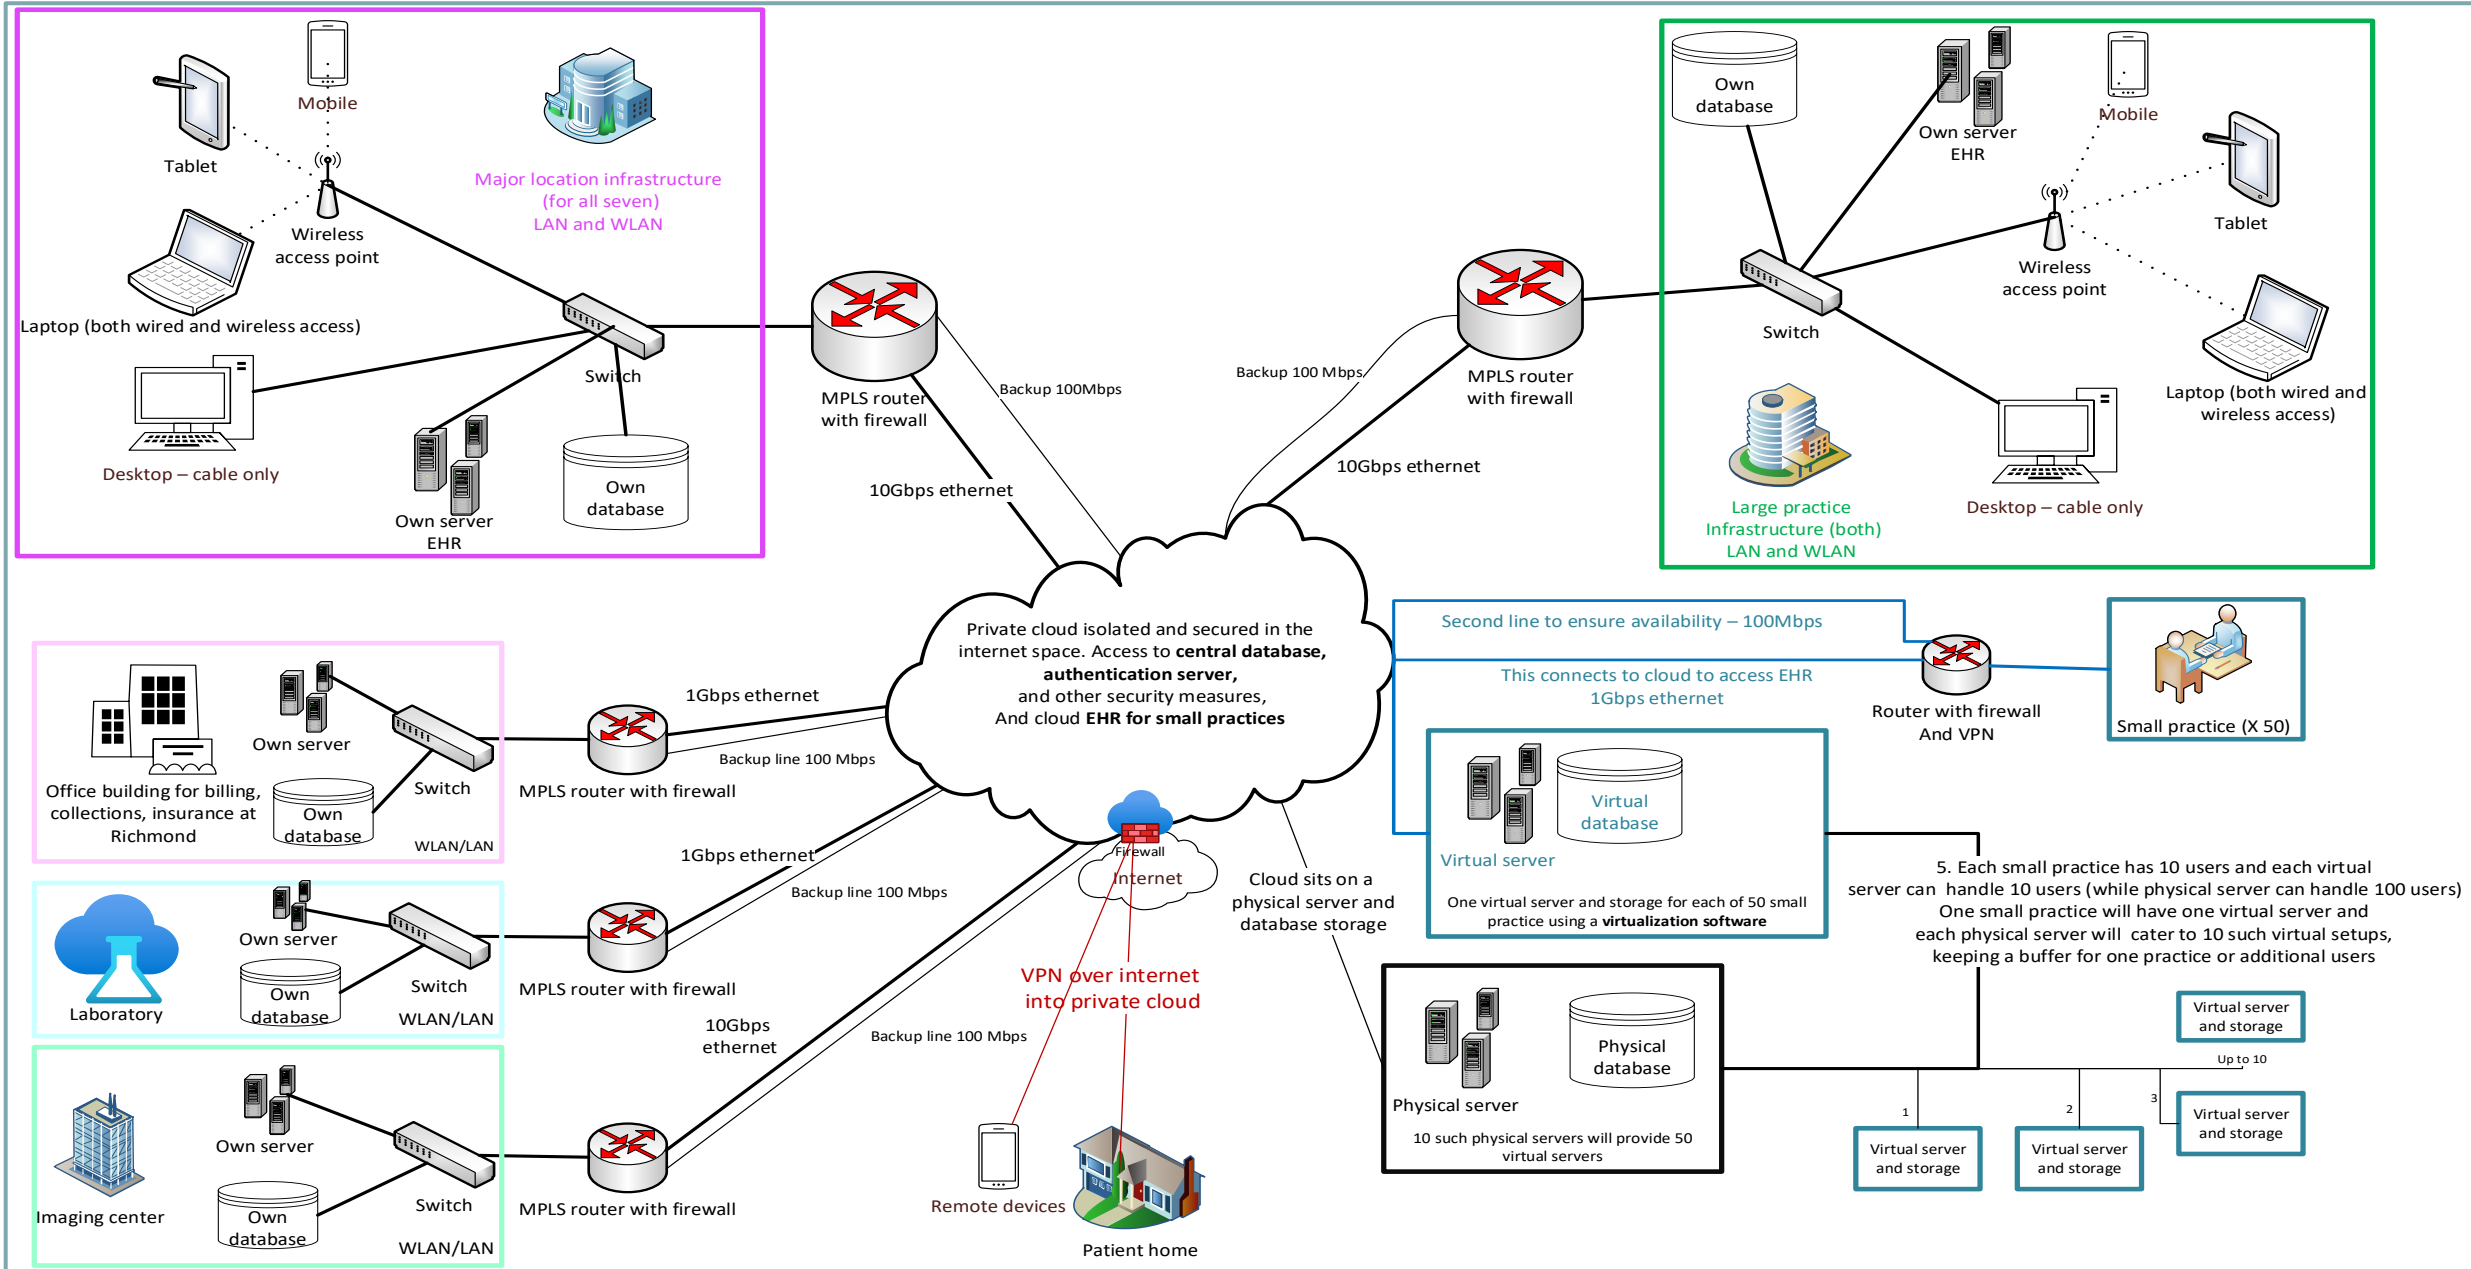 Mobile
Tablet
Wireless
access point
Laptop (both wired and wireless access)
Major location infrastructure
(for all seven)
LAN and WLAN
Switch
Desktop – cable only
Own server
EHR
Own
database
MPLS router
with firewall
Backup 100Mbps
10Gbps ethernet
Backup 100 Mbps
10Gbps ethernet
MPLS router
with firewall
Own
database
Own server
EHR
Mobile
Tablet
Wireless
access point
Switch
Laptop (both wired and
wireless access)
Large practice
Infrastructure (both)
LAN and WLAN
Desktop – cable only
Private cloud isolated and secured in the
internet space. Access to central database,
authentication server,
and other security measures,
And cloud EHR for small practices
Own server
Own
database
Switch
Office building for billing,
collections, insurance at
Richmond
WLAN/LAN
MPLS router with firewall
1Gbps ethernet
Backup line 100 Mbps
Own server
Own
database
Switch
Laboratory
WLAN/LAN
MPLS router with firewall
1Gbps ethernet
Backup line 100 Mbps
Own server
Own
database
Switch
Imaging center
WLAN/LAN
MPLS router with firewall
10Gbps
ethernet
Backup line 100 Mbps
Firewall
Internet
VPN over internet
into private cloud
Remote devices
Patient home
Second line to ensure availability – 100Mbps
This connects to cloud to access EHR
1Gbps ethernet
Router with firewall
And VPN
Small practice (X 50)
Virtual server
Virtual
database
One virtual server and storage for each of 50 small
practice using a virtualization software
Cloud sits on a
physical server and
database storage
Physical server
Physical
database
10 such physical servers will provide 50
virtual servers
5. Each small practice has 10 users and each virtual
server can handle 10 users (while physical server can handle 100 users)
One small practice will have one virtual server and
each physical server will cater to 10 such virtual setups,
keeping a buffer for one practice or additional users
Virtual server
and storage
Up to 10
1
2
3
Virtual server
and storage
Virtual server
and storage
Virtual server
and storage